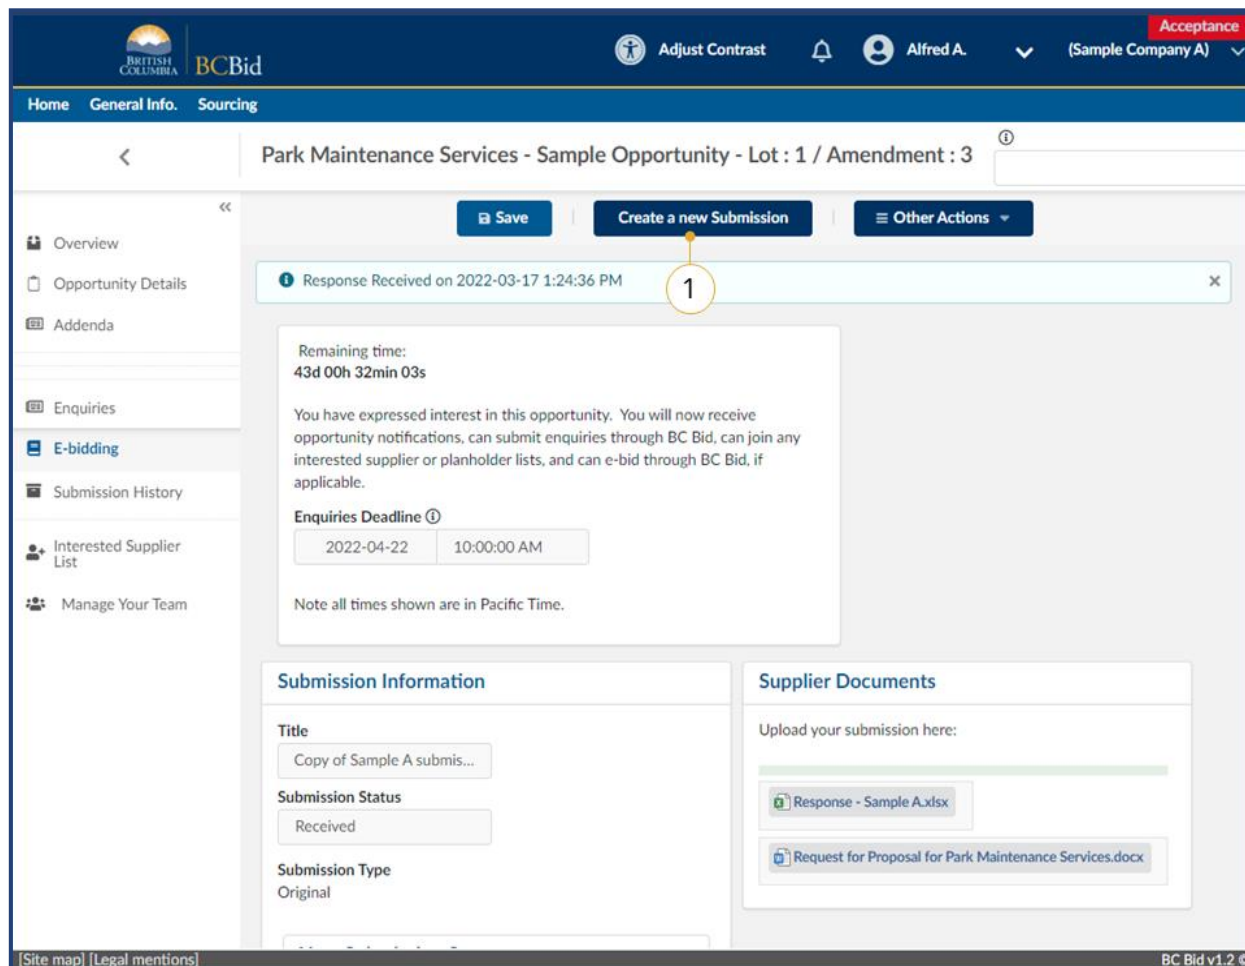 Acceptance
BRITISH COLUMBIA
BCBid
Adjust Contrast
Alfred A.
(Sample Company A)
Home General Info. Sourcing
Park Maintenance Services - Sample Opportunity - Lot : 1 / Amendment : 3
Save
Create a new Submission
Other Actions
Overview
Opportunity Details
Addenda
Enquiries
E-bidding
Submission History
Interested Supplier
List
Manage Your Team
Response Received on 2022-03-17 1:24:36 PM
1
Remaining time:
43d 00h 32min 03s
You have expressed interest in this opportunity. You will now receive
opportunity notifications, can submit enquiries through BC Bid, can join any
interested supplier or planholder lists, and can e-bid through BC Bid, if
applicable.
Enquiries Deadline
2022-04-22 10:00:00 AM
Note all times shown are in Pacific Time.
Submission Information
Title
Copy of Sample A submis...
Submission Status
Received
Submission Type
Original
Supplier Documents
Upload your submission here:
Response - Sample A.xlsx
Request for Proposal for Park Maintenance Services.docx
[Site map] [Legal mentions]
BC Bid v1.2 ©